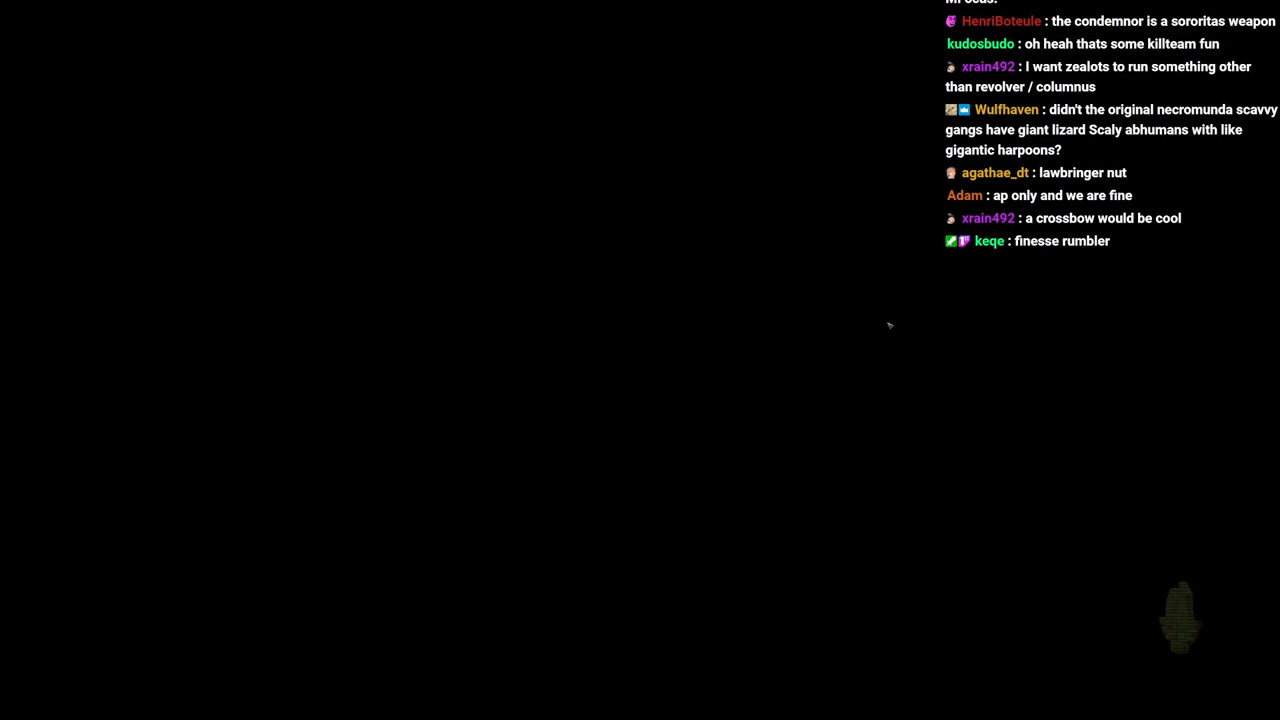 HenriBoteule : the condemnor is a sororitas weapon
kudosbudo : oh heah thats some killteam fun
xrain492 : I want zealots to run something other
than revolver / columnus
Wulfhaven : didn't the original necromunda scavvy
gangs have giant lizard Scaly abhumans with like
gigantic harpoons?
agathae_dt : lawbringer nut
Adam : ap only and we are fine
xrain492 : a crossbow would be cool
keqe : finesse rumbler